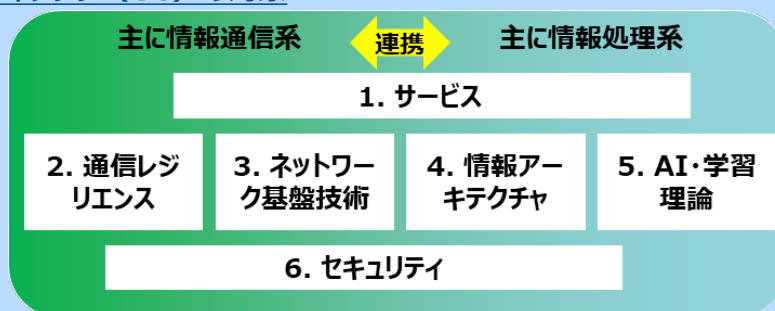 主に情報通信系
連携
主に情報処理系
1. サービス
2. 通信レジ
リエンス
3. ネットワー
ク基盤技術
4. 情報アー
キテクチャ
5. AI・学習
理論
6. セキュリティ